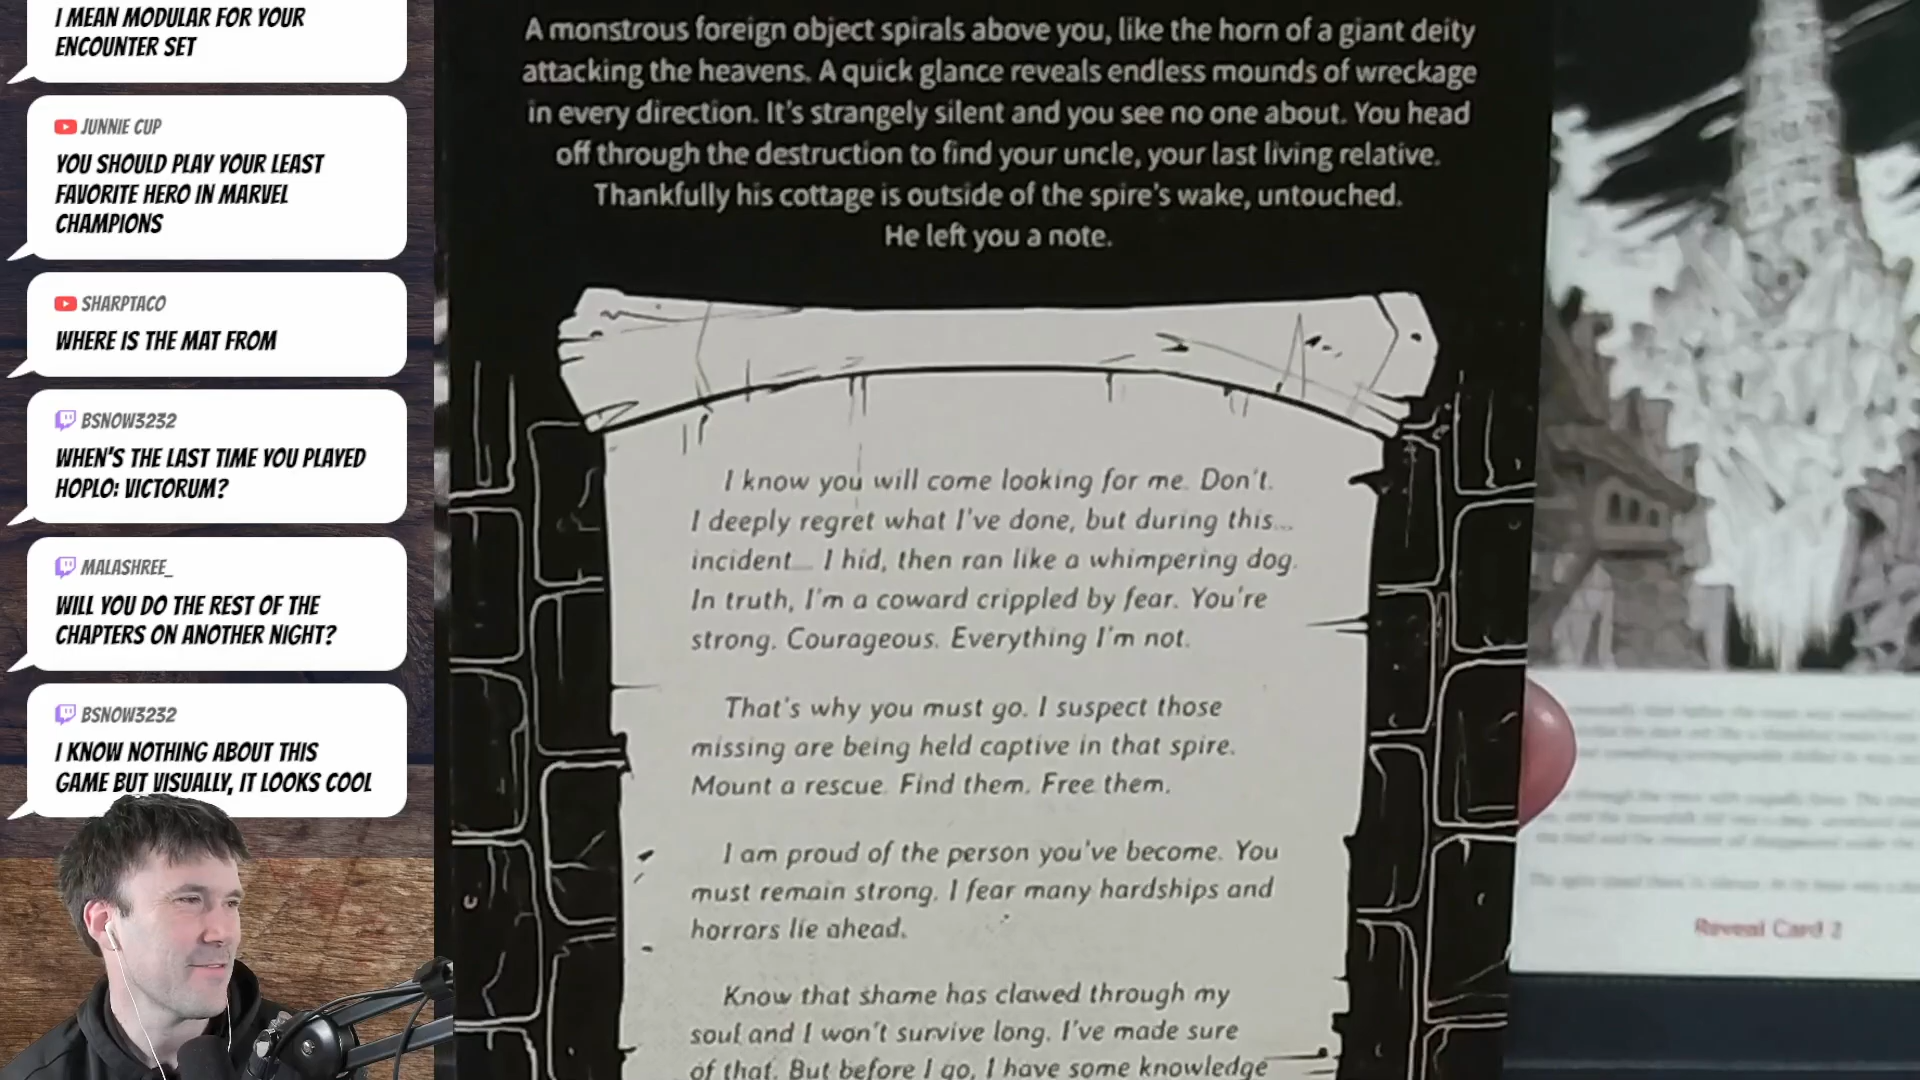 I MEAN MODULAR FOR YOUR
ENCOUNTER SET
JUNNIE CUP
YOU SHOULD PLAY YOUR LEAST
FAVORITE HERO IN MARVEL
CHAMPIONS
SHARPTACO
WHERE IS THE MAT FROM
BSNOW3232
WHEN'S THE LAST TIME YOU PLAYED
HOPLO: VICTORUM?
MALASHREE_
WILL YOU DO THE REST OF THE
CHAPTERS ON ANOTHER NIGHT?
BSNOW3232
I KNOW NOTHING ABOUT THIS
GAME BUT VISUALLY, IT LOOKS COOL
A monstrous foreign object spirals above you, like the horn of a giant deity
attacking the heavens. A quick glance reveals endless mounds of wreckage
in every direction. It's strangely silent and you see no one about. You head
off through the destruction to find your uncle, your last living relative.
Thankfully his cottage is outside of the spire's wake, untouched.
He left you a note.
I know you will come looking for me. Don't.
I deeply regret what I've done, but during this...
incident... I hid, then ran like a whimpering dog.
In truth, I'm a coward crippled by fear. You're
strong. Courageous. Everything I'm not.
That's why you must go. I suspect those
missing are being held captive in that spire.
Mount a rescue. Find them. Free them.
I am proud of the person you've become. You
must remain strong. I fear many hardships and
horrors lie ahead.
Know that shame has clawed through my
soul and I won't survive long. I've made sure
of that. But before I go, I have some knowledge
Reveal Card 2